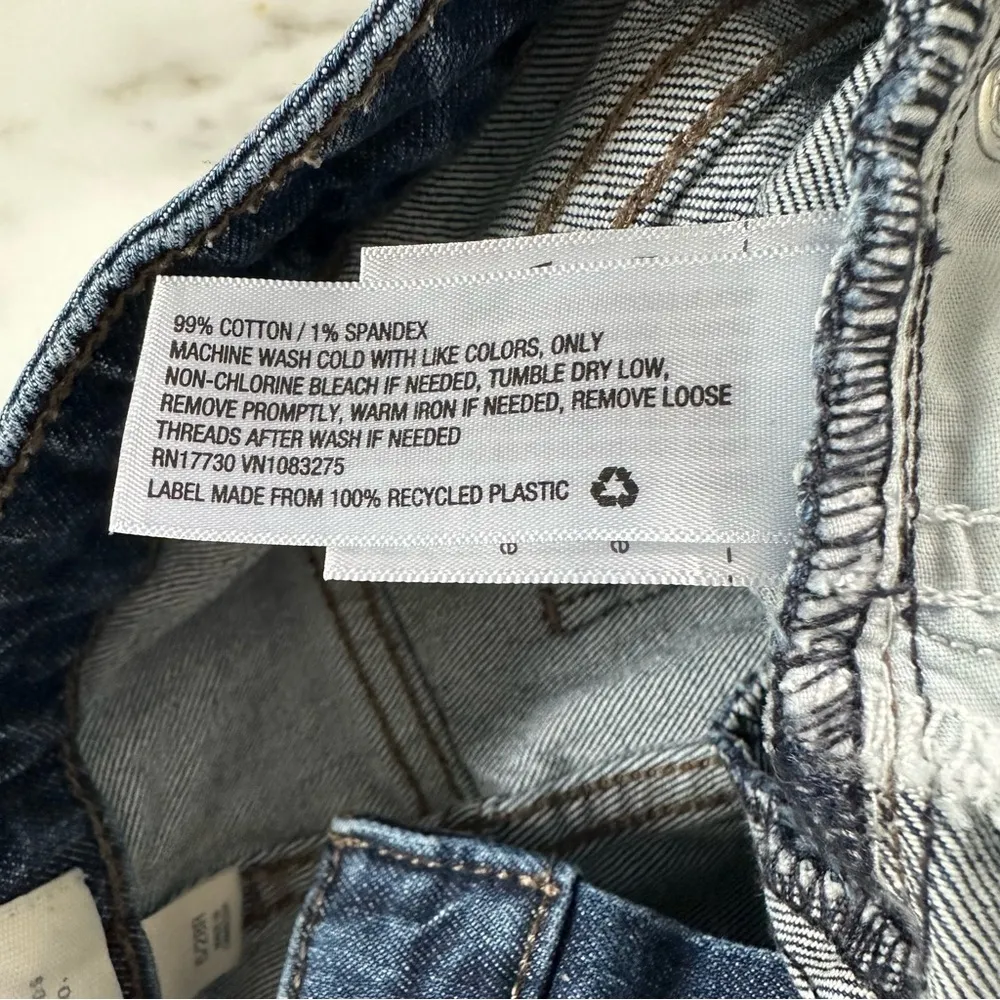 99% COTTON / 1% SPANDEX
MACHINE WASH COLD WITH LIKE COLORS, ONLY
NON-CHLORINE BLEACH IF NEEDED, TUMBLE DRY LOW,
REMOVE PROMPTLY, WARM IRON IF NEEDED, REMOVE LOOSE
THREADS AFTER WASH IF NEEDED
RN17730 VN1083275
LABEL MADE FROM 100% RECYCLED PLASTIC